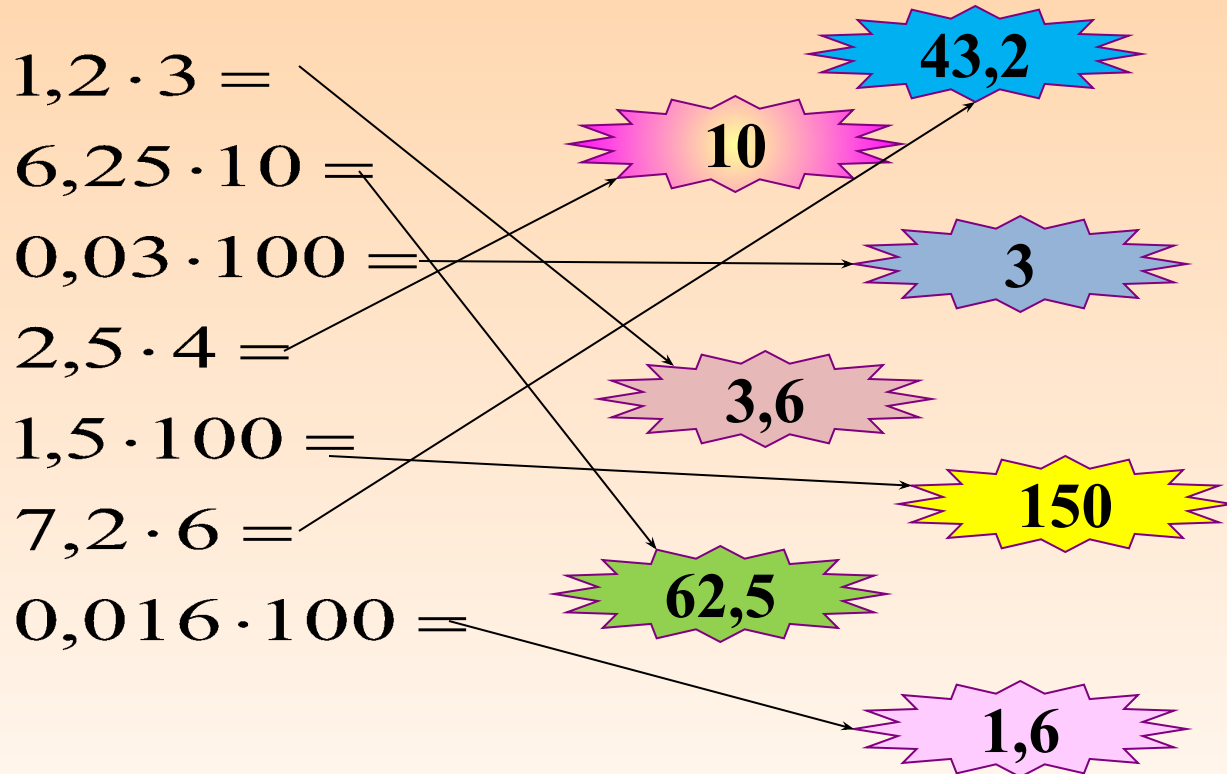 1,2 · 3 =
6,25 · 10 =
0,03 · 100 =
2,5 · 4 =
1,5 · 100 =
7,2 · 6 =
0,016 · 100 =
43,2
10
3
3,6
150
62,5
1,6